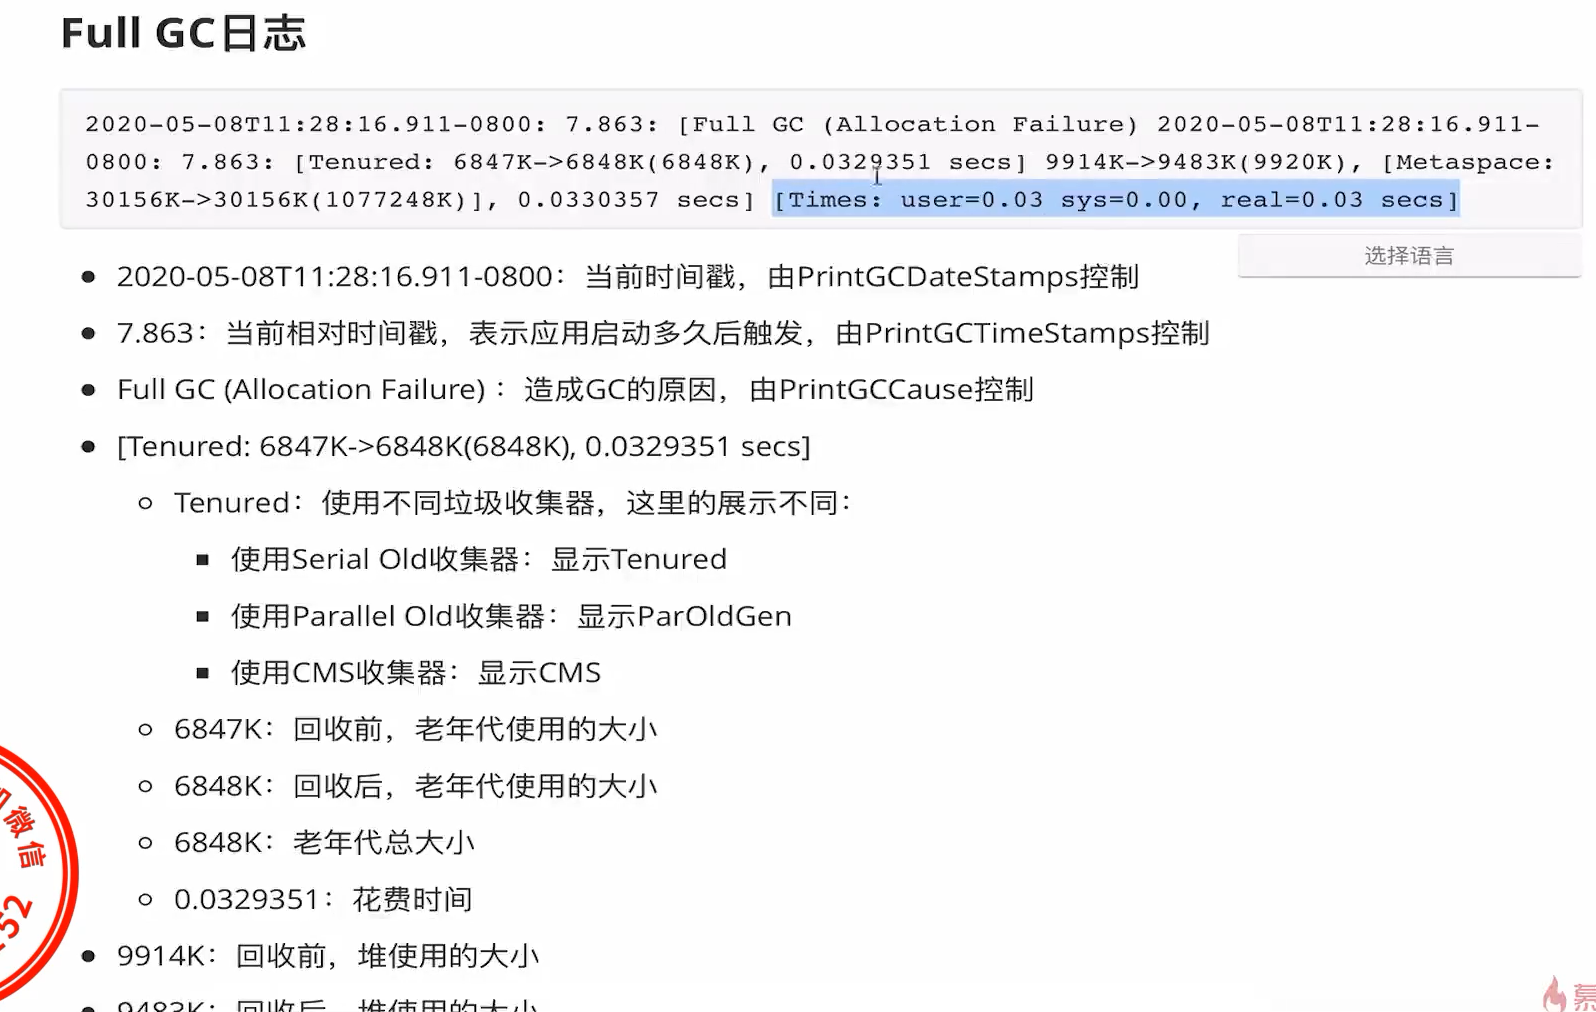 Full GC日志
2020-05-08T11:28:16.911-0800: 7.863: [Full GC (Allocation Failure) 2020-05-08T11:28:16.911-
0800: 7.863: [Tenured: 6847K->6848K(6848K), 0.0329351 secs] 9914K->9483K(9920K), [Metaspace:
30156K->30156K(1077248K)], 0.0330357 secs] [Times: user=0.03 sys=0.00, real=0.03 secs]
选择语言
2020-05-08T11:28:16.911-0800：当前时间戳，由PrintGCDateStamps控制
7.863：当前相对时间戳，表示应用启动多久后触发，由PrintGCTimeStamps控制
Full GC (Allocation Failure) ：造成GC的原因，由PrintGCCause控制
[Tenured: 6847K->6848K(6848K), 0.0329351 secs]
Tenured：使用不同垃圾收集器，这里的展示不同：
使用Serial Old收集器：显示Tenured
使用Parallel Old收集器：显示ParOldGen
使用CMS收集器：显示CMS
6847K：回收前，老年代使用的大小
6848K：回收后，老年代使用的大小
6848K：老年代总大小
0.0329351：花费时间
9914K：回收前，堆使用的大小
9483K：回收后，堆使用的大小
微信
252
慕